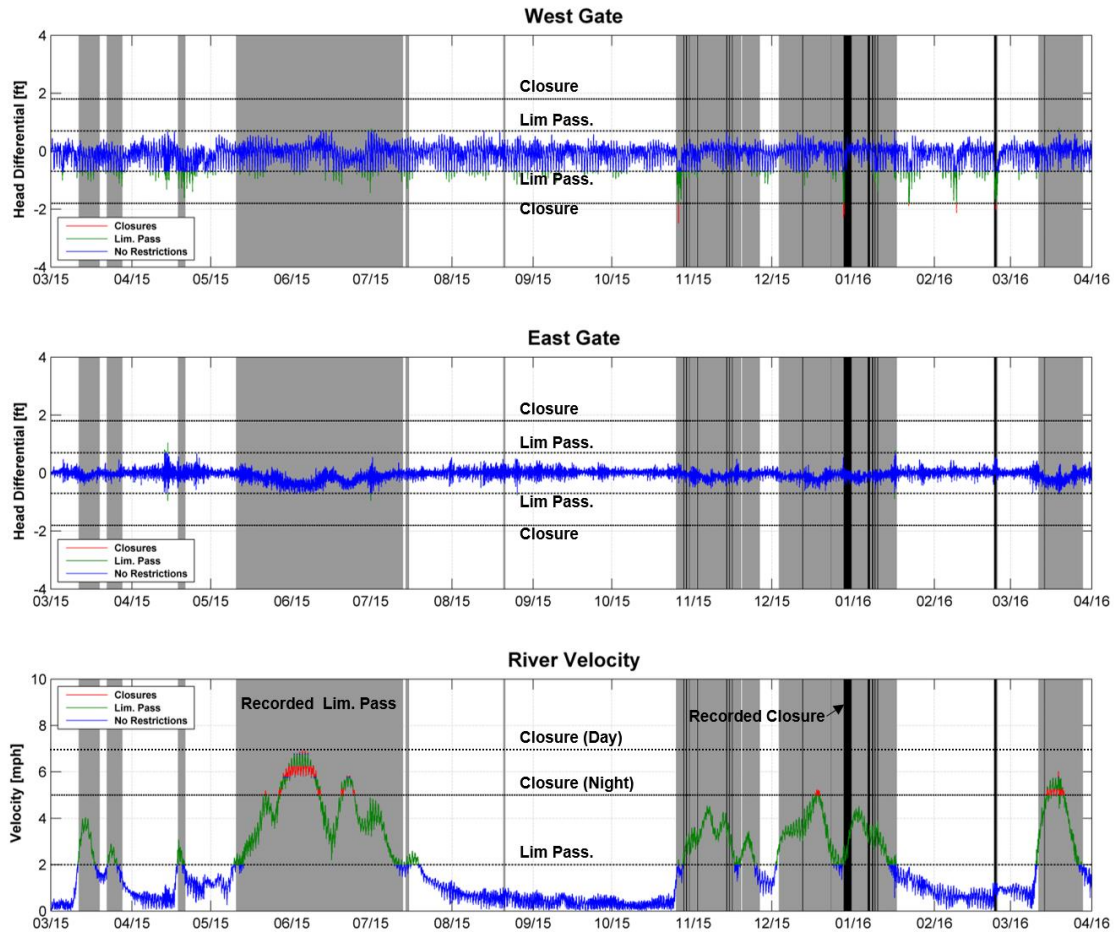 West Gate
Head Differential [ft]
4
2
0
-2
-4
Closure
Lim Pass.
Lim Pass.
Closure
Closures
Lim. Pass
No Restrictions
03/15 04/15 05/15 06/15 07/15 08/15 09/15 10/15 11/15 12/15 01/16 02/16 03/16 04/16
East Gate
Head Differential [ft]
4
2
0
-2
-4
Closure
Lim Pass.
Lim Pass.
Closure
Closures
Lim. Pass
No Restrictions
03/15 04/15 05/15 06/15 07/15 08/15 09/15 10/15 11/15 12/15 01/16 02/16 03/16 04/16
River Velocity
Velocity [mph]
10
8
6
4
2
0
Closures
Lim. Pass
No Restrictions
Recorded Lim. Pass
Recorded Closure
Closure (Day)
Closure (Night)
Lim Pass.
03/15 04/15 05/15 06/15 07/15 08/15 09/15 10/15 11/15 12/15 01/16 02/16 03/16 04/16